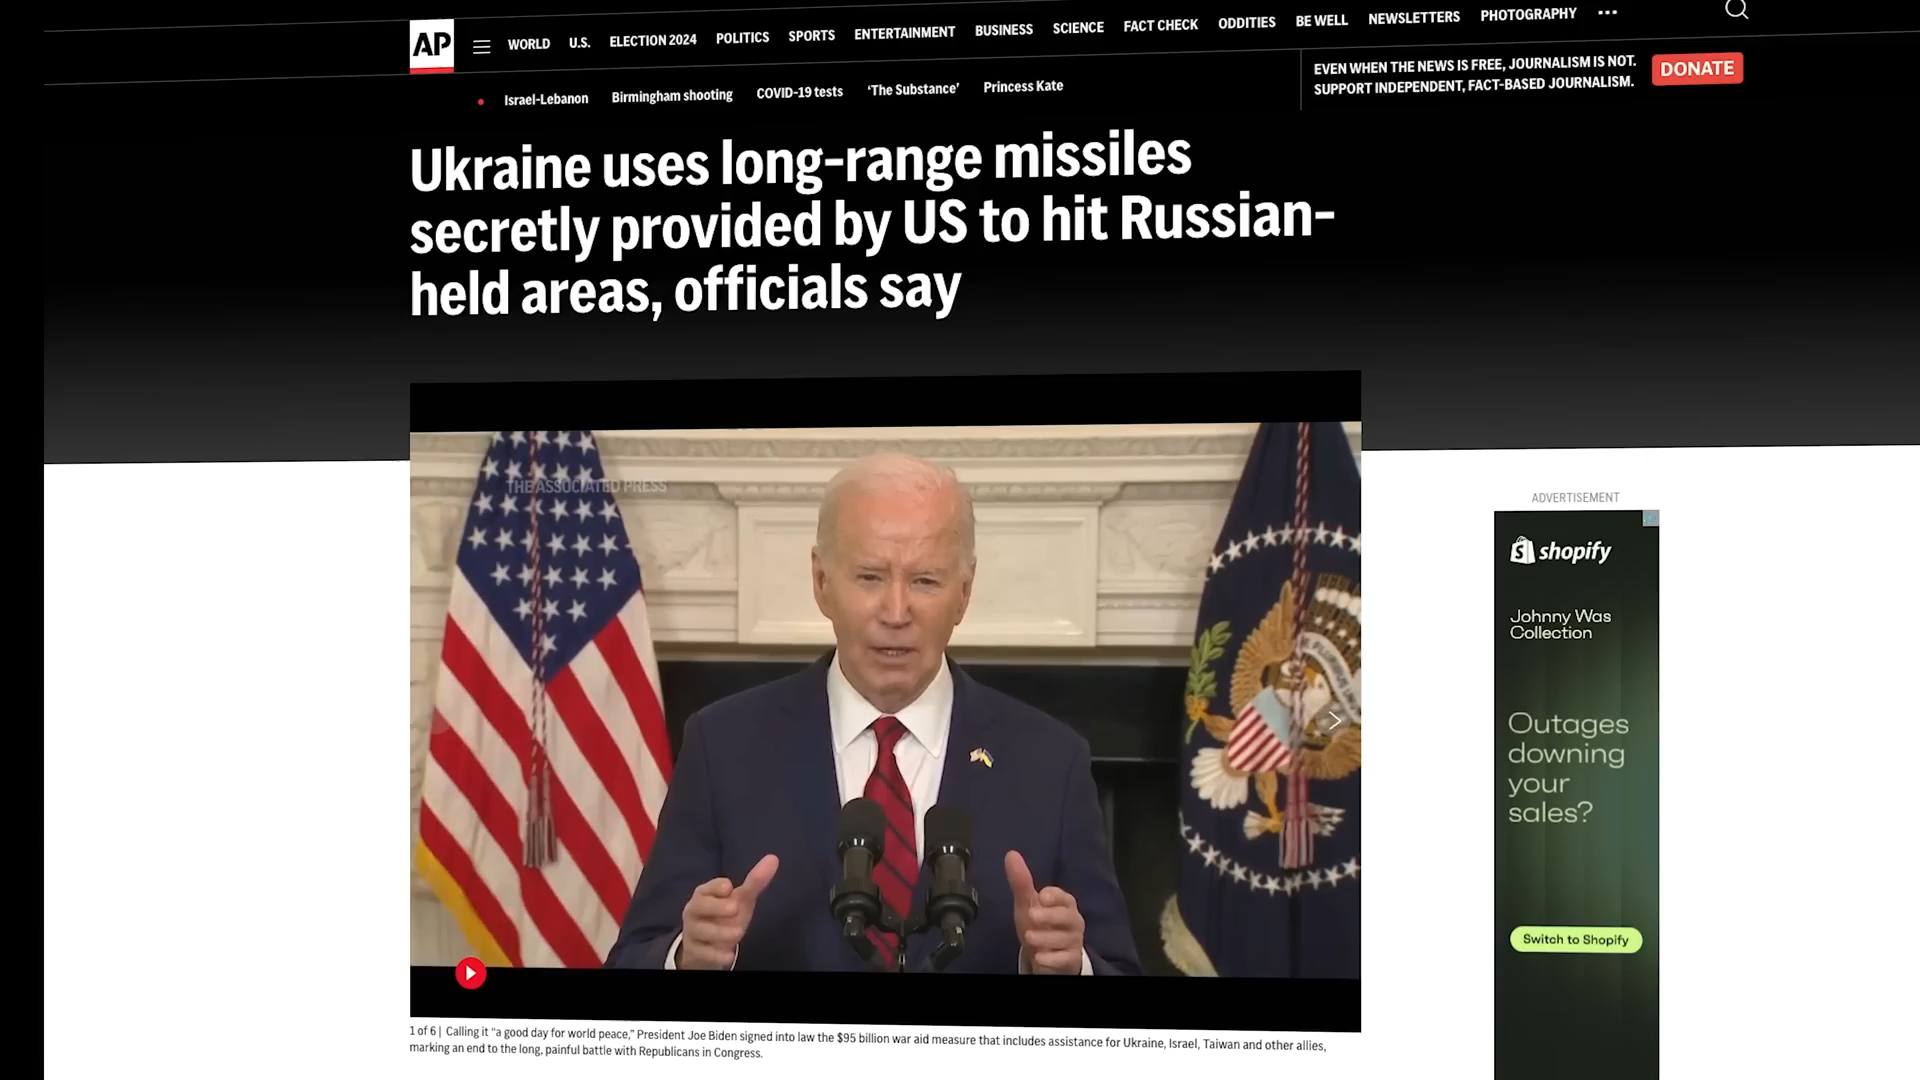 AP
WORLD U.S. ELECTION 2024 POLITICS SPORTS ENTERTAINMENT BUSINESS SCIENCE FACT CHECK ODDITIES BE WELL NEWSLETTERS PHOTOGRAPHY ...
EVEN WHEN THE NEWS IS FREE, JOURNALISM IS NOT.
SUPPORT INDEPENDENT, FACT-BASED JOURNALISM.
DONATE
Israel-Lebanon Birmingham shooting COVID-19 tests ‘The Substance’ Princess Kate
Ukraine uses long-range missiles
secretly provided by US to hit Russian-
held areas, officials say
THE ASSOCIATED PRESS
1 of 6 | Calling it “a good day for world peace,” President Joe Biden signed into law the $95 billion war aid measure that includes assistance for Ukraine, Israel, Taiwan and other allies,
marking an end to the long, painful battle with Republicans in Congress.
ADVERTISEMENT
shopify
Johnny Was
Collection
Outages
downing
your
sales?
Switch to Shopify